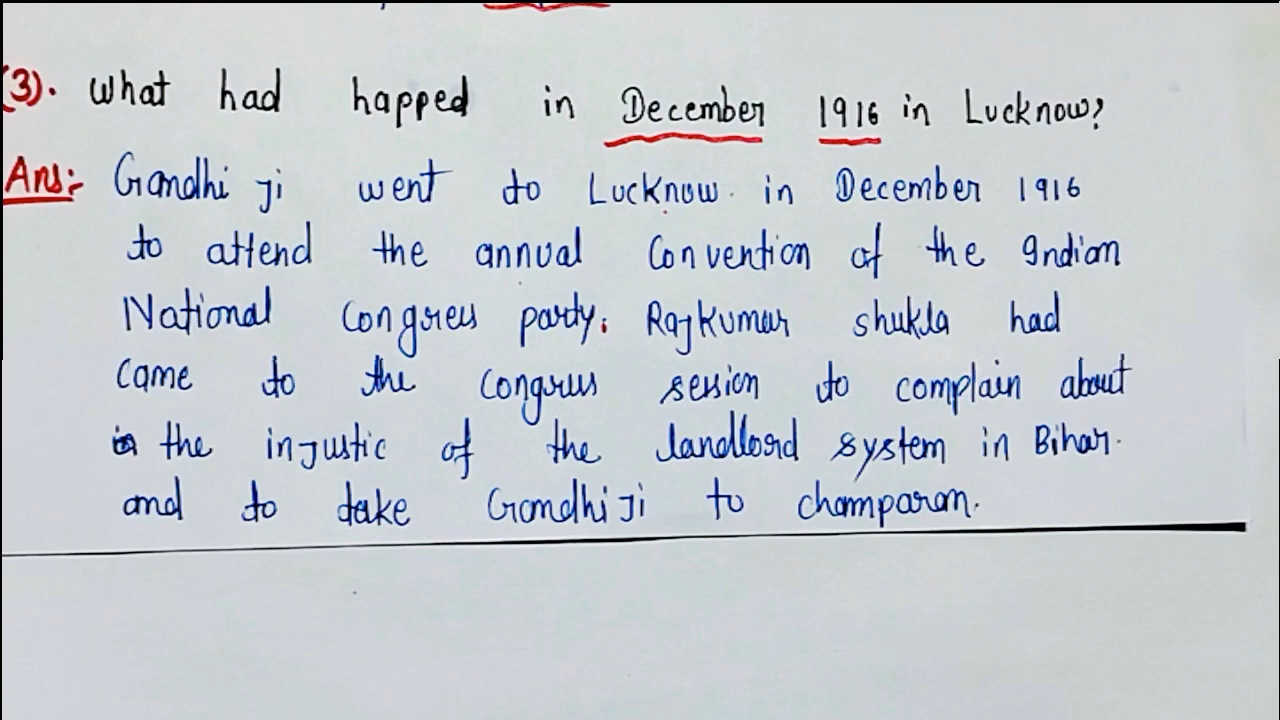 (3). What had happed in December 1916 in Lucknow?
Ans:- Gandhi ji went to Lucknow. in December 1916
to attend the annual Convention of the Indian
National Congress party. Rajkumar shukla had
came to the congress session to complain about
the injustic of the landlord system in Bihar.
and to take Gandhi ji to champaran.